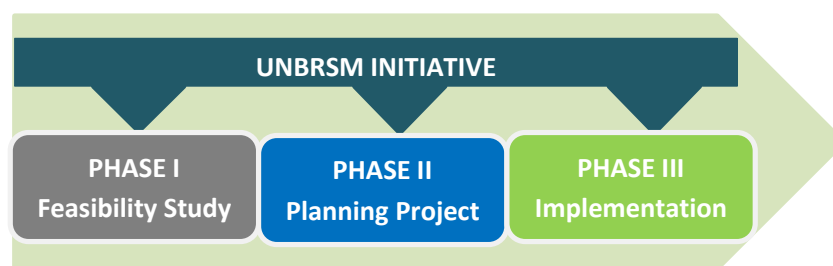 UNBRSM INITIATIVE
PHASE I
Feasibility Study
PHASE II
Planning Project
PHASE III
Implementation